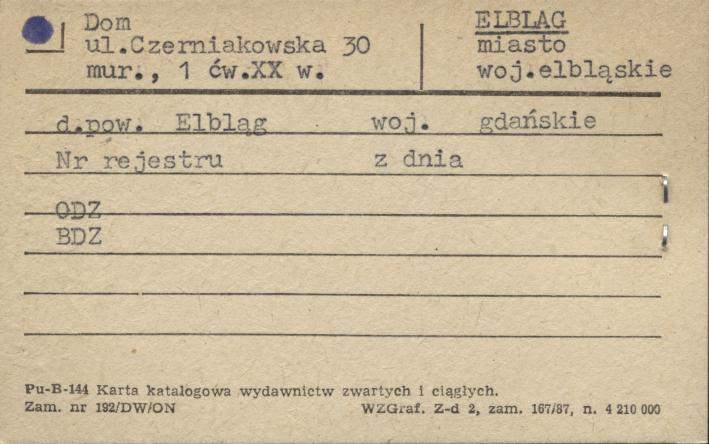 Dom
ul.Czerniakowska 30
mur., 1 ćw.XX w.
ELBLĄG
miasto
woj.elbląskie
d.pow. Elbląg woj. gdańskie
Nr rejestru z dnia
ODZ
BDZ
Pu-B-144 Karta katalogowa wydawnictw zwartych i ciągłych.
Zam. nr 192/DW/ON WZGraf. Z-d 2, zam. 167/87, n. 4 210 000